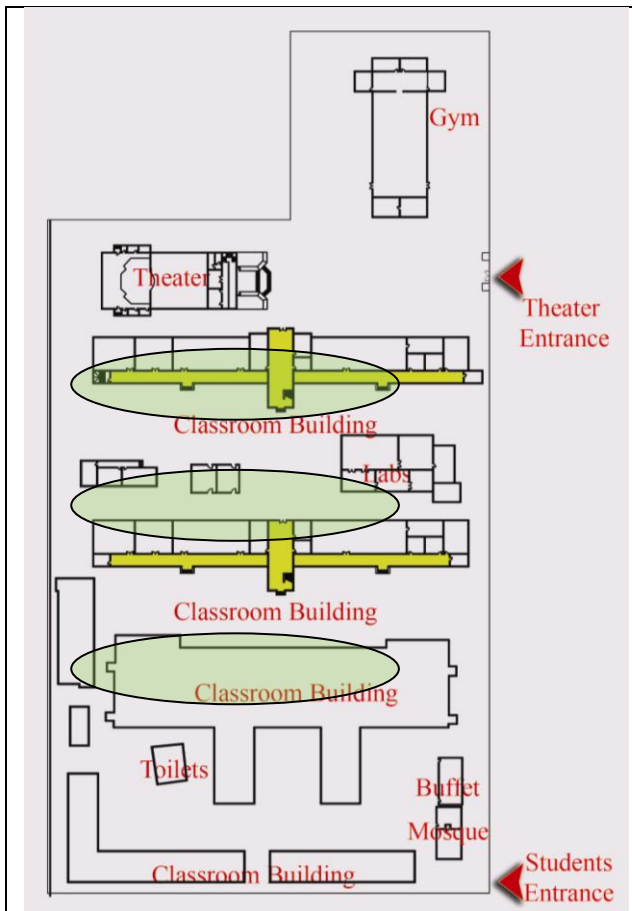 Gym
Theater
Theater
Entrance
Classroom Building
Labs
Classroom Building
Classroom Building
Toilets
Buffet
Mosque
Classroom Building
Students
Entrance